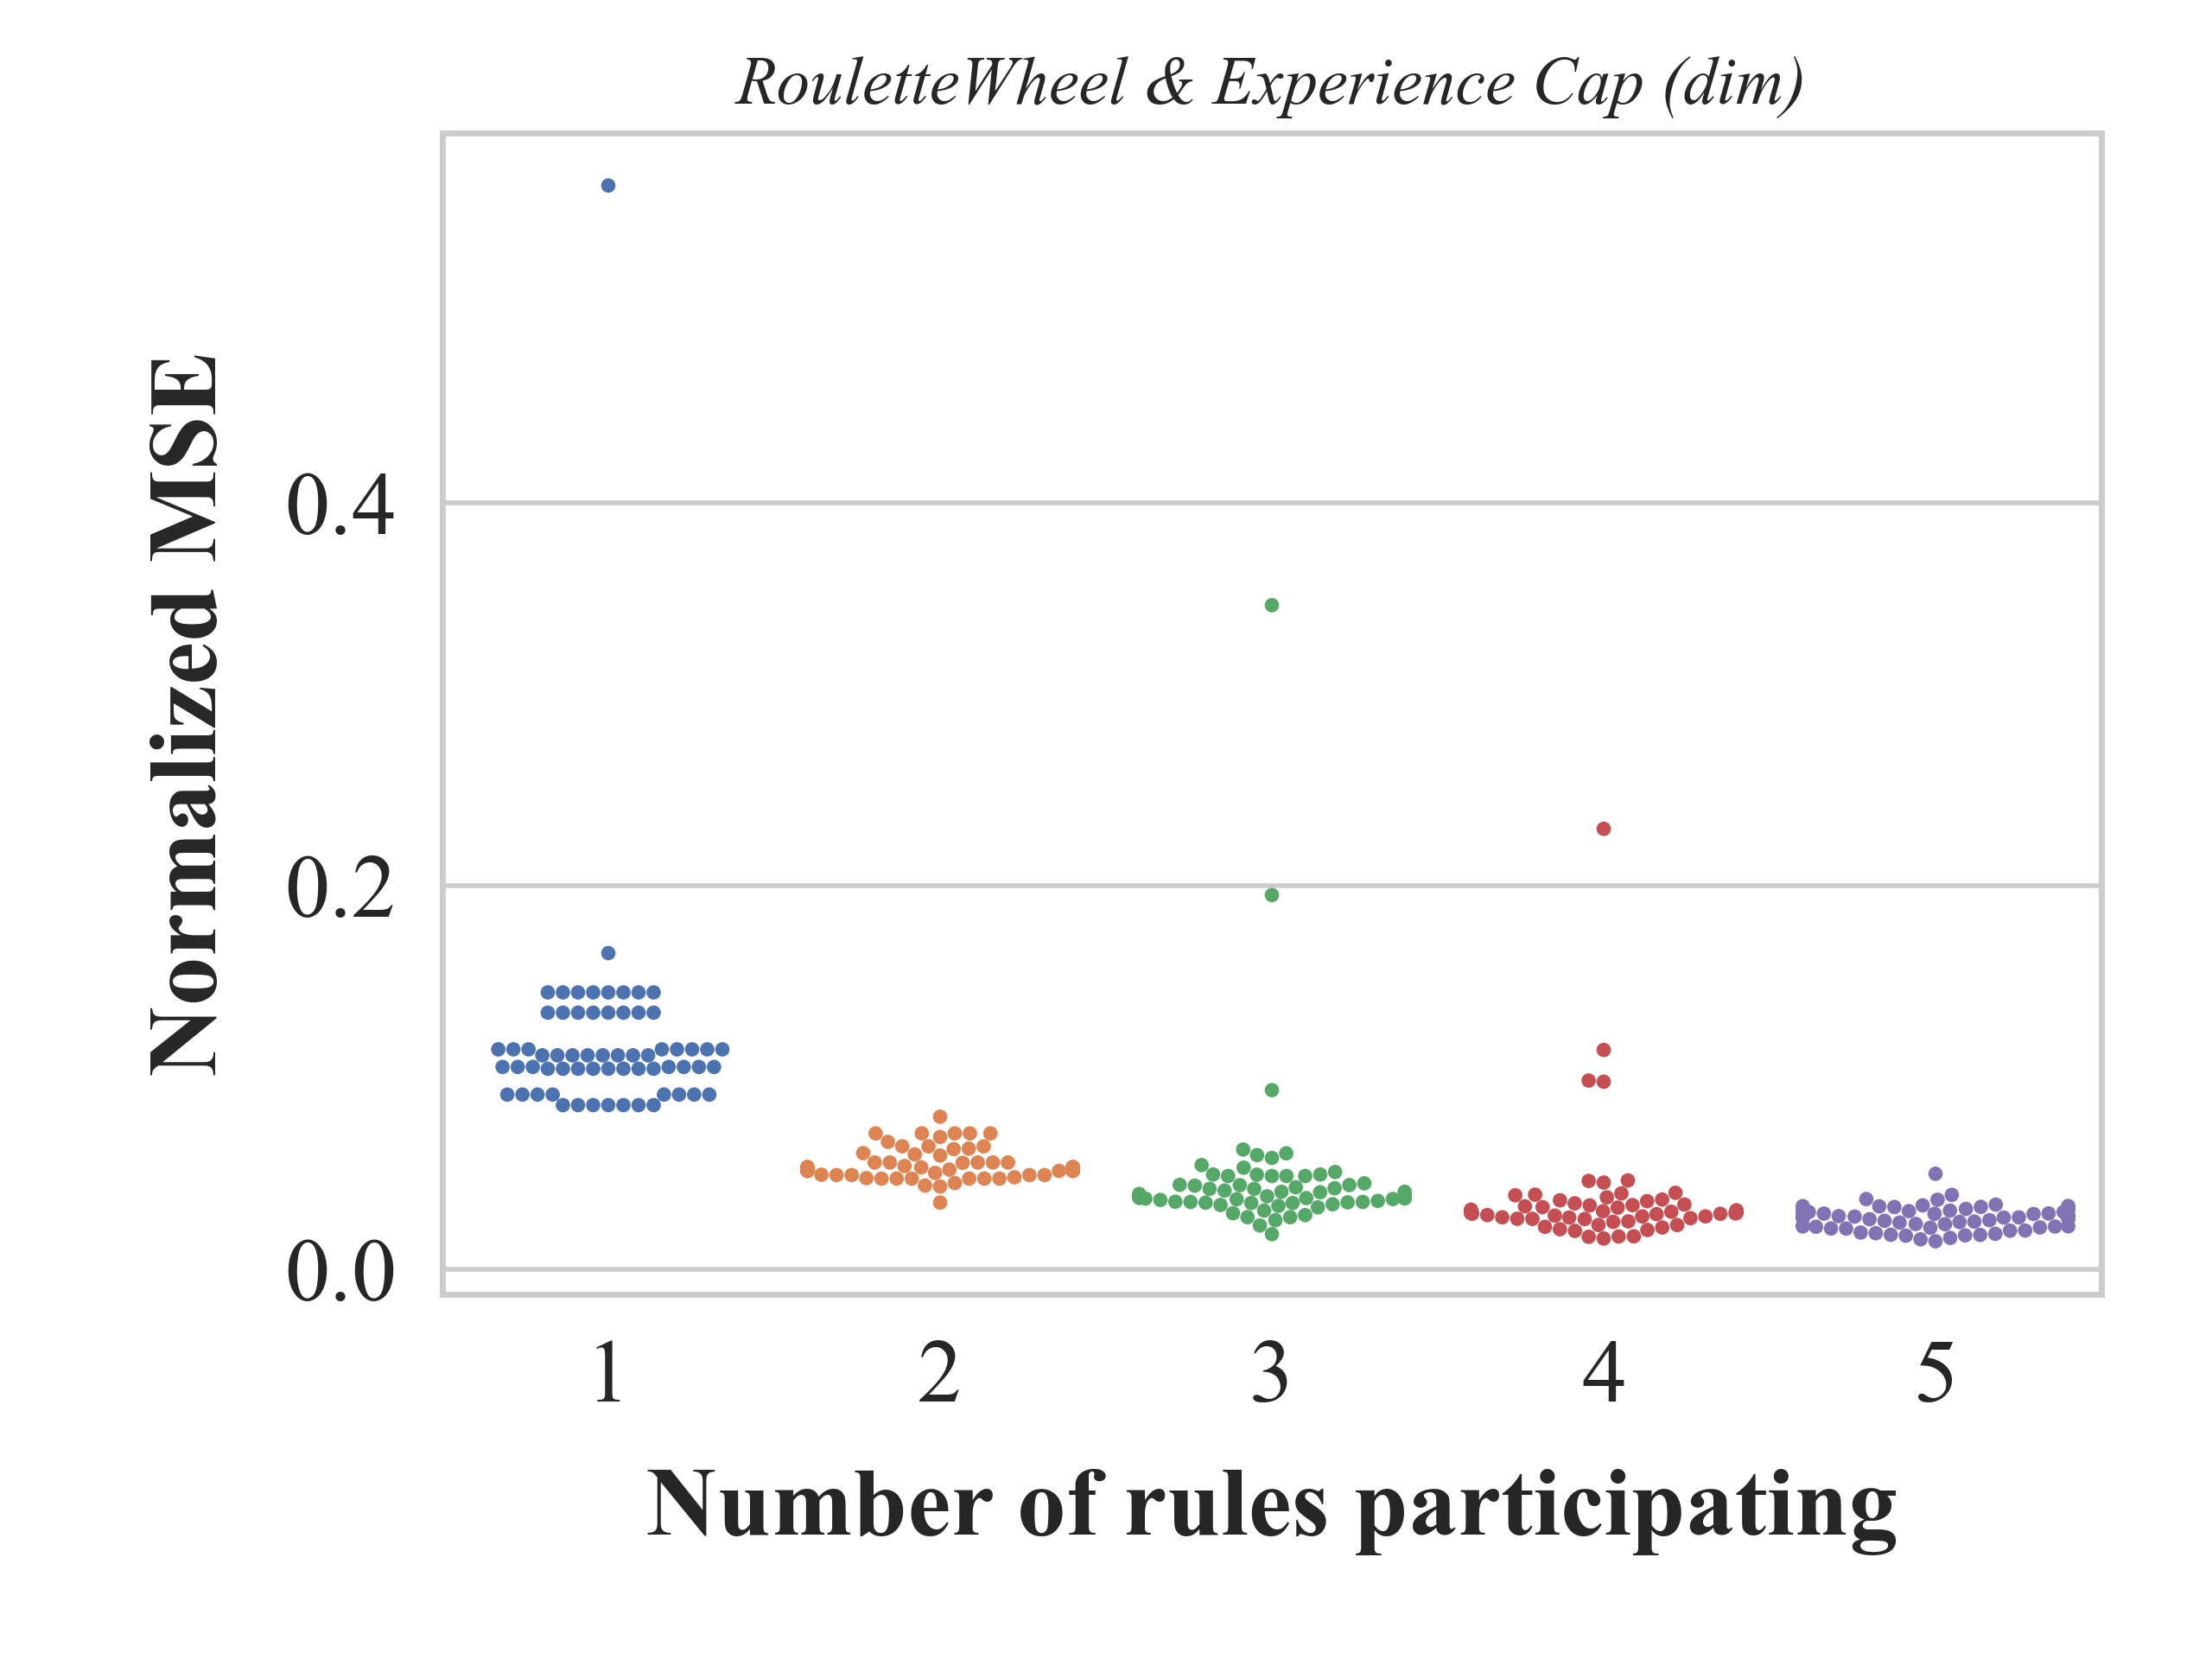 RouletteWheel & Experience Cap (din)
Normalized MSE
0.4
0.2
0.0
1 2 3 4 5
Number of rules participating